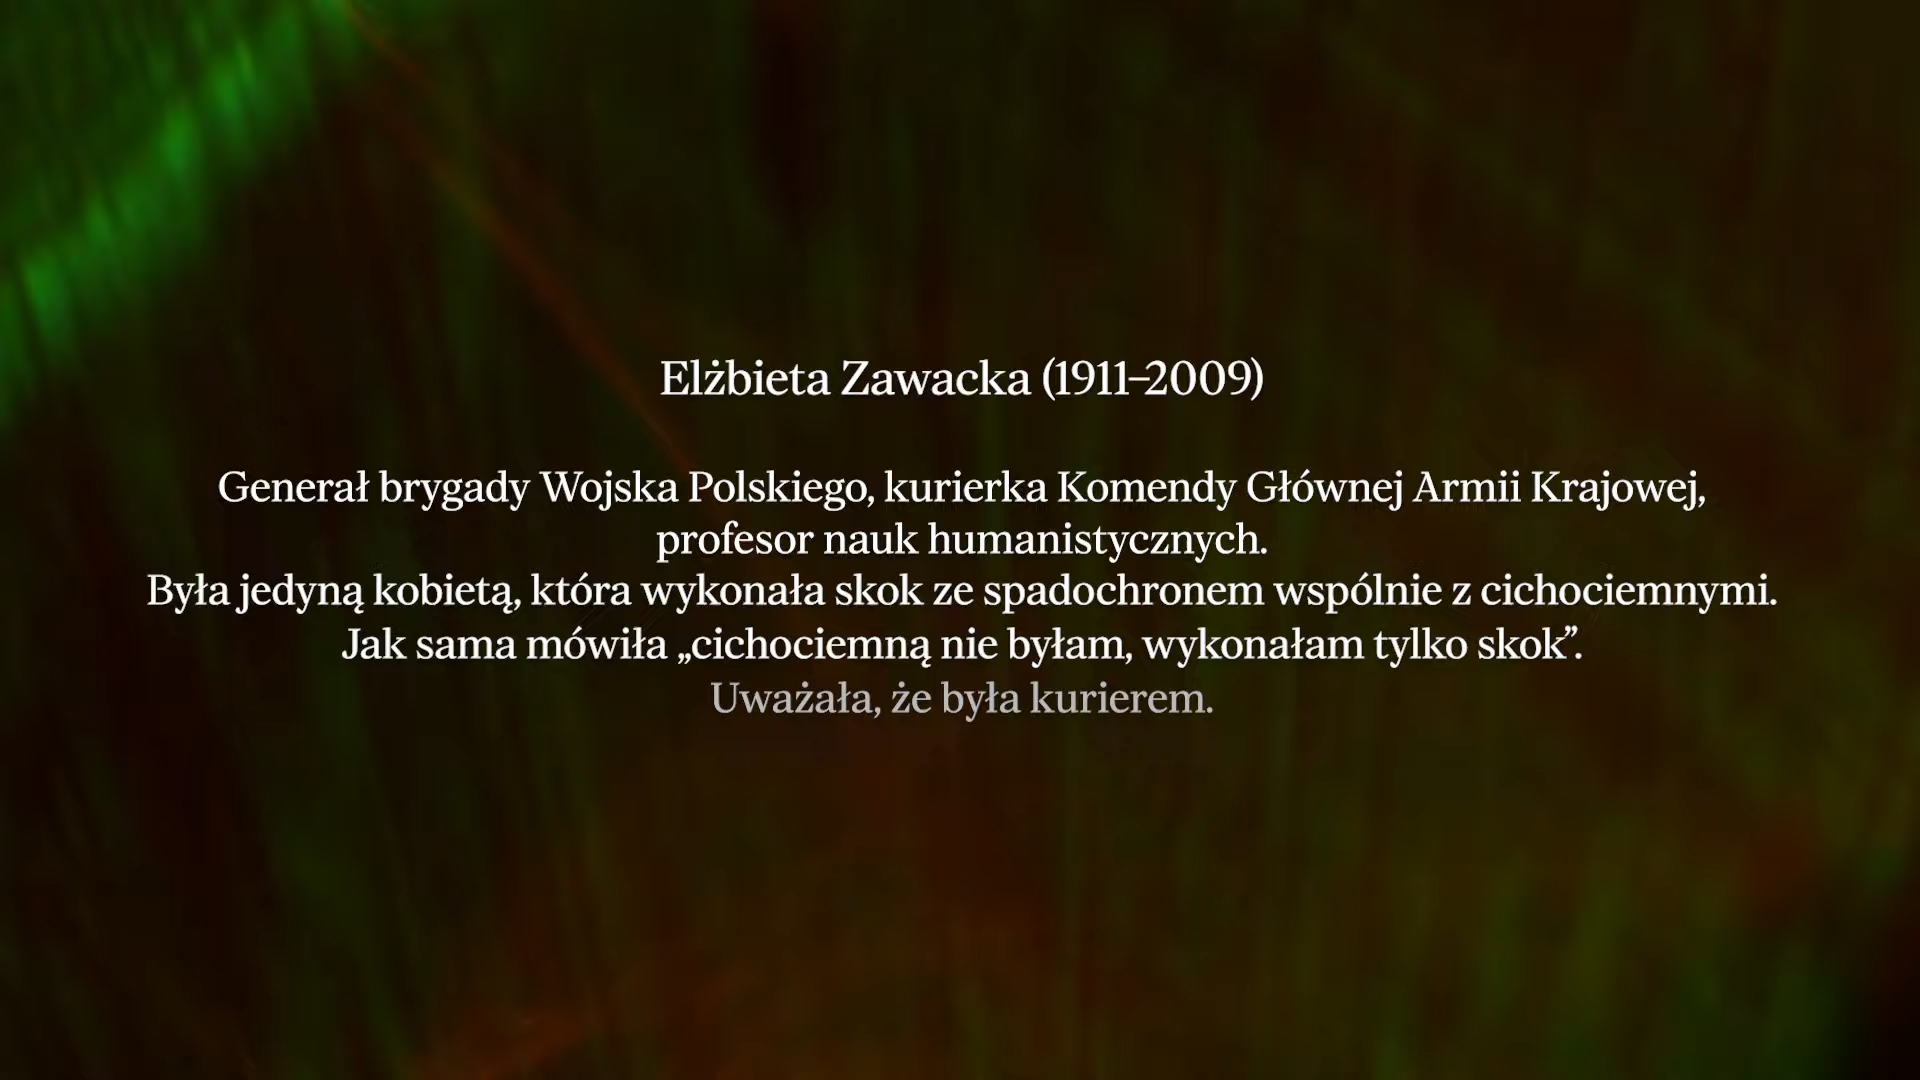 Elżbieta Zawacka (1911–2009)
Generał brygady Wojska Polskiego, kurierka Komendy Głównej Armii Krajowej,
profesor nauk humanistycznych.
Była jedyną kobietą, która wykonała skok ze spadochronem wspólnie z cichociemnymi.
Jak sama mówiła „cichociemną nie byłam, wykonałam tylko skok”.
Uważała, że była kurierem.